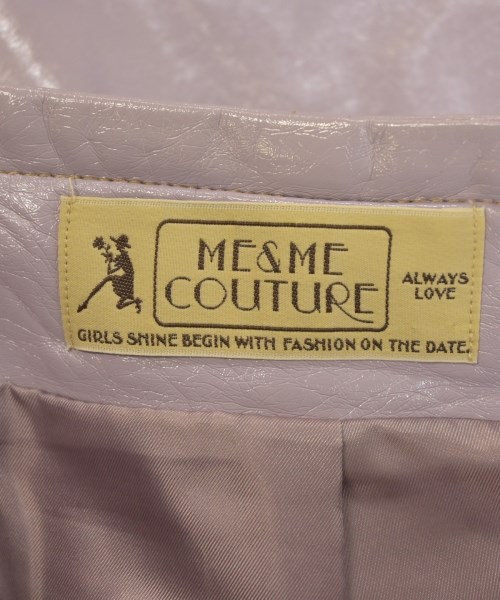 ME&ME
COUTURE
ALWAYS
LOVE
GIRLS SHINE BEGIN WITH FASHION ON THE DATE.